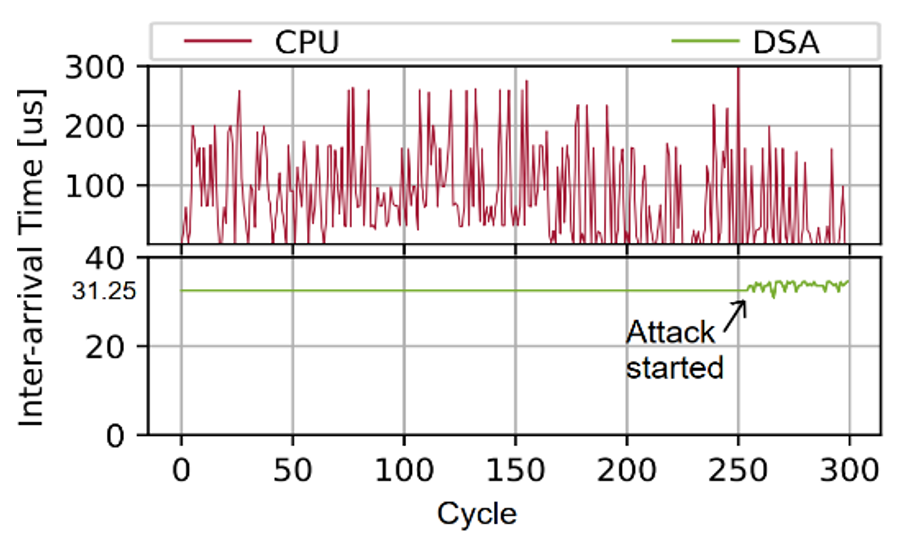 CPU DSA
Inter-arrival Time [us]
300
200
100
40
31.25
20
0
Attack
started
0 50 100 150 200 250 300
Cycle